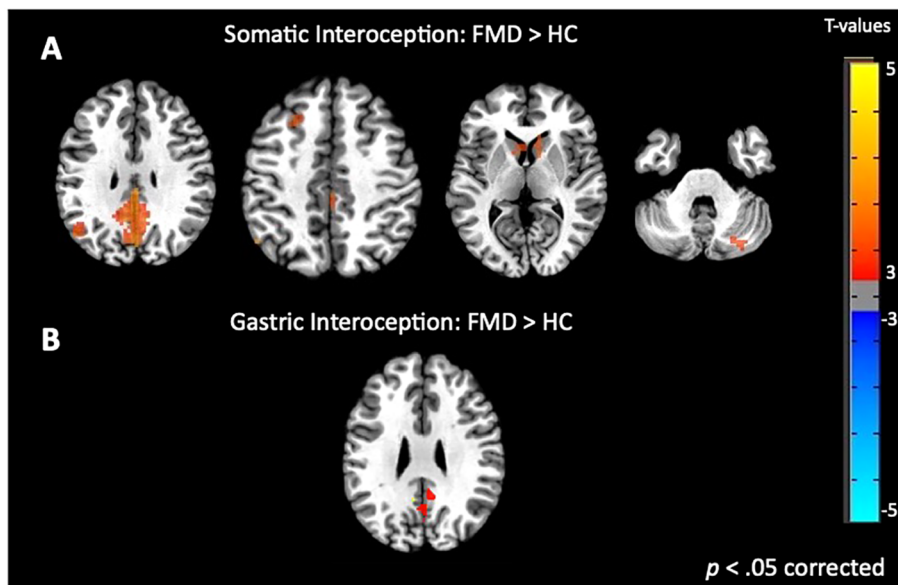 A
Somatic Interoception: FMD > HC
T-values
5
3
-3
-5
B
Gastric Interoception: FMD > HC
p < .05 corrected